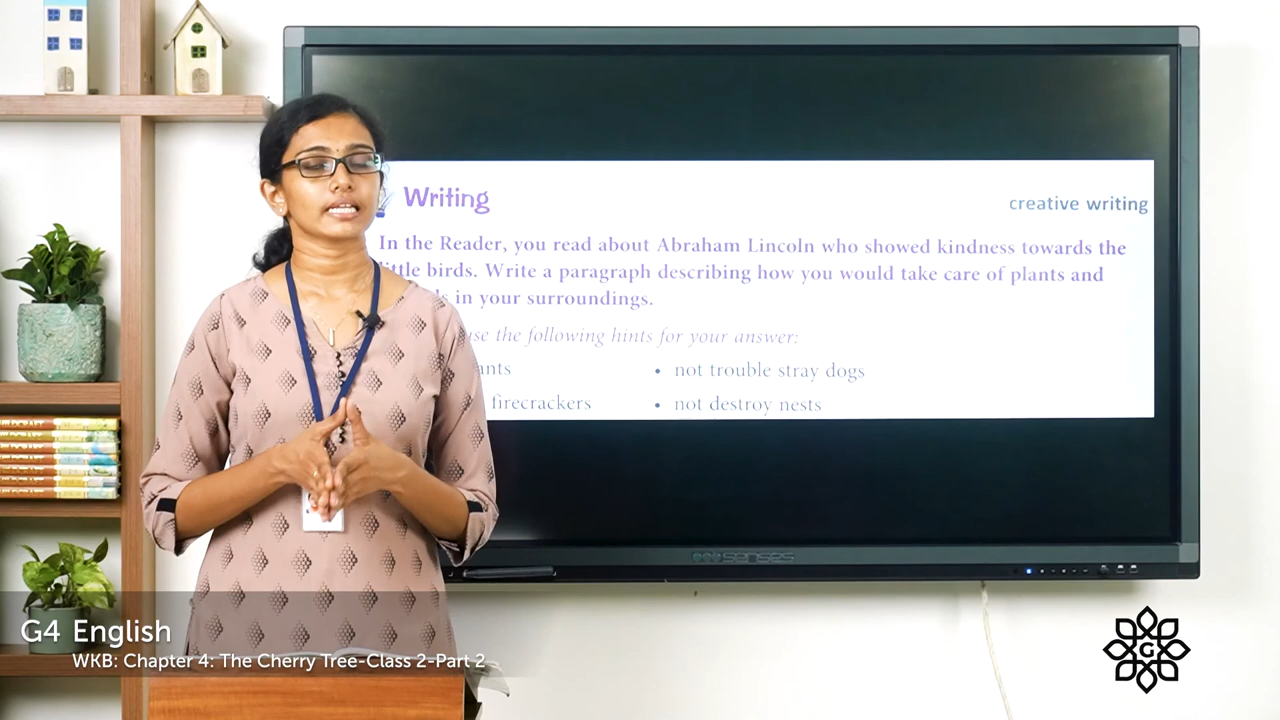 Writing
creative writing
In the Reader, you read about Abraham Lincoln who showed kindness towards the
little birds. Write a paragraph describing how you would take care of plants and
in your surroundings.
use the following hints for your answer:
not trouble stray dogs
firecrackers
• not destroy nests
senses
G4 English
WKB: Chapter 4: The Cherry Tree-Class 2-Part 2
G